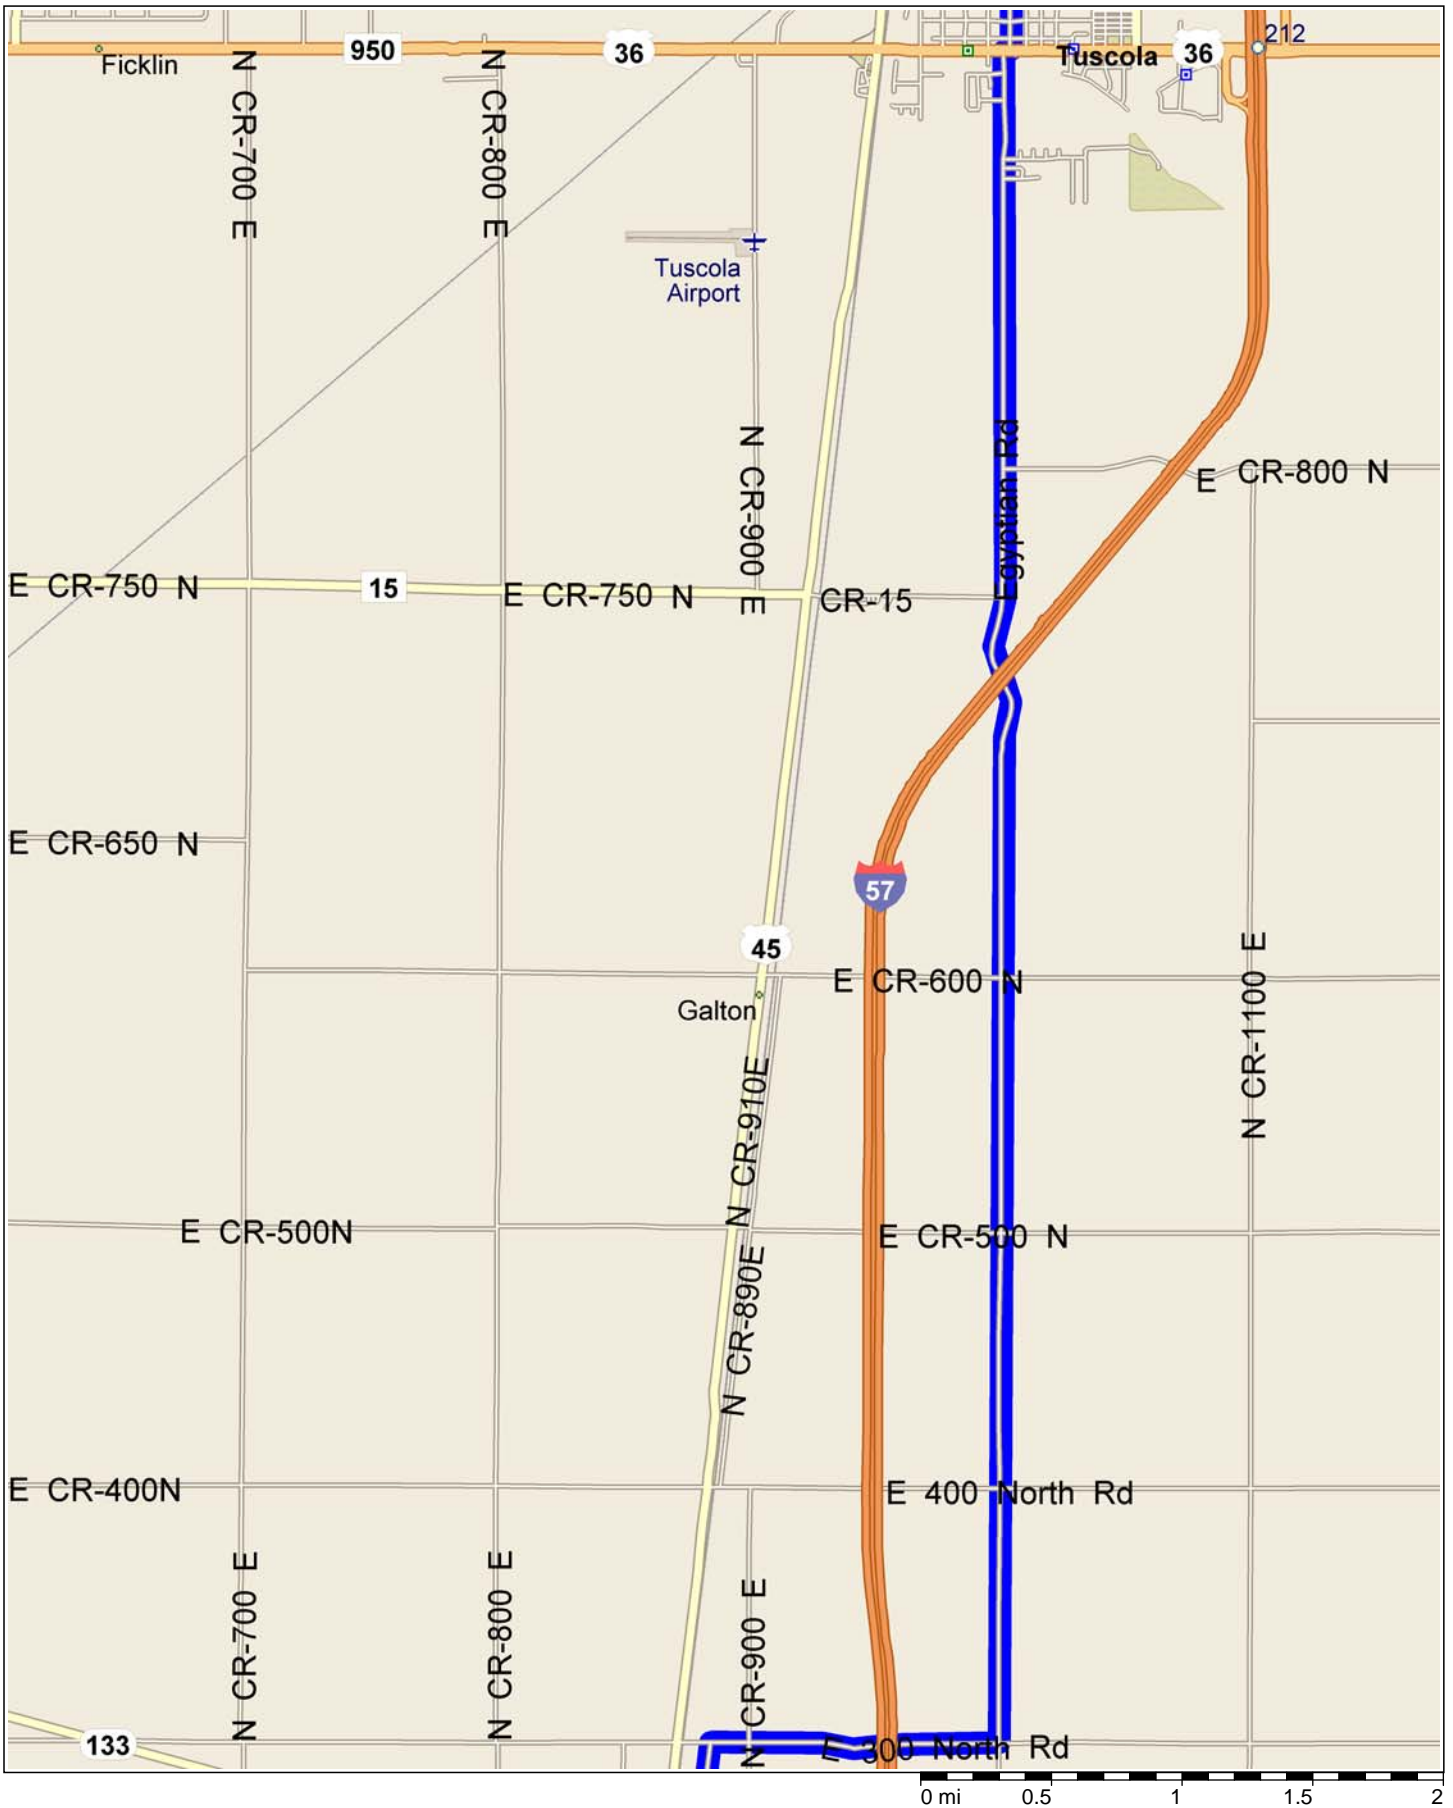 212
950
36
Tuscola
36
Ficklin
N CR-700 E
N CR-800 E
Tuscola
Airport
Egyptian Rd
N CR-900 E
E CR-800 N
E CR-750 N
15
E CR-750 N
CR-15
E CR-650 N
57
45
E CR-600 N
N CR-1100 E
Galton
N CR-910E
E CR-500N
E CR-500 N
N CR-890E
E CR-400N
E 400 North Rd
N CR-700 E
N CR-800 E
N CR-900 E
133
E 300 North Rd
0 mi 0.5 1 1.5 2